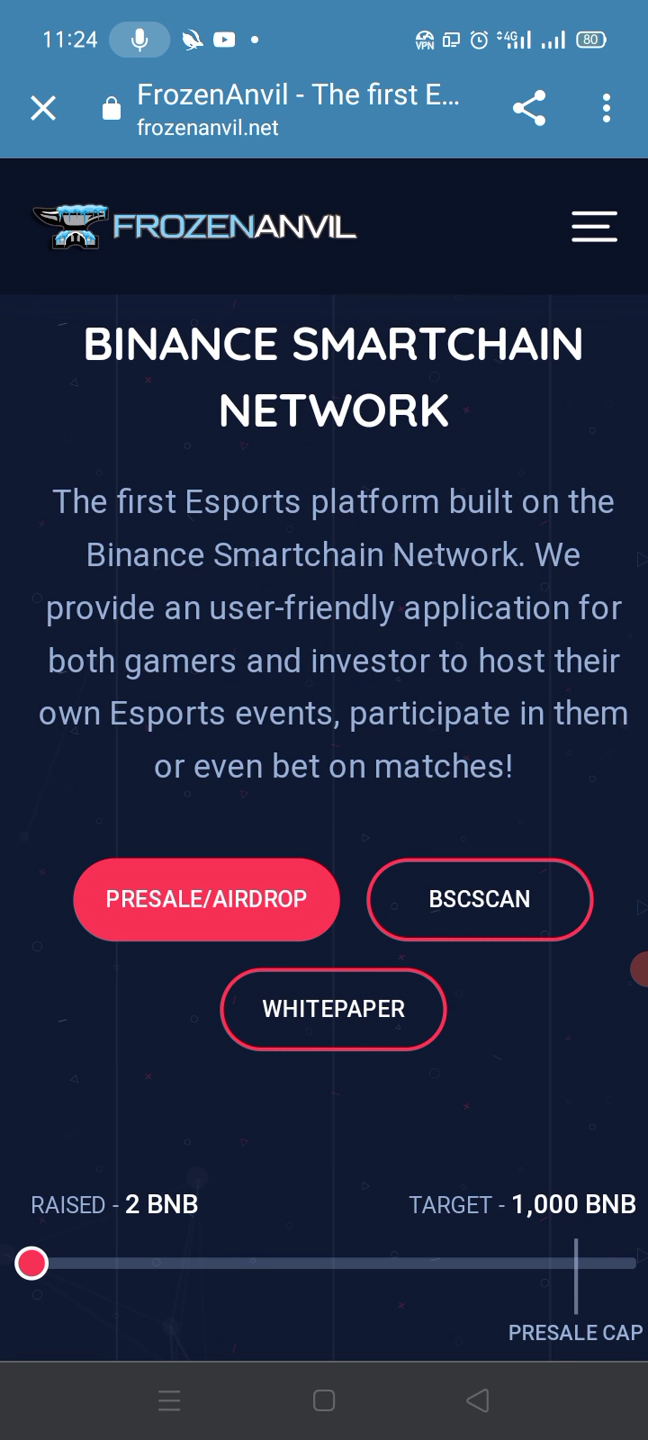 11:24 VPN 4G 80
FrozenAnvil - The first E...
frozenanvil.net
FROZENANVIL
BINANCE SMARTCHAIN
NETWORK
The first Esports platform built on the
Binance Smartchain Network. We
provide an user-friendly application for
both gamers and investor to host their
own Esports events, participate in them
or even bet on matches!
PRESALE/AIRDROP BSCSCAN
WHITEPAPER
RAISED - 2 BNB TARGET - 1,000 BNB
PRESALE CAP